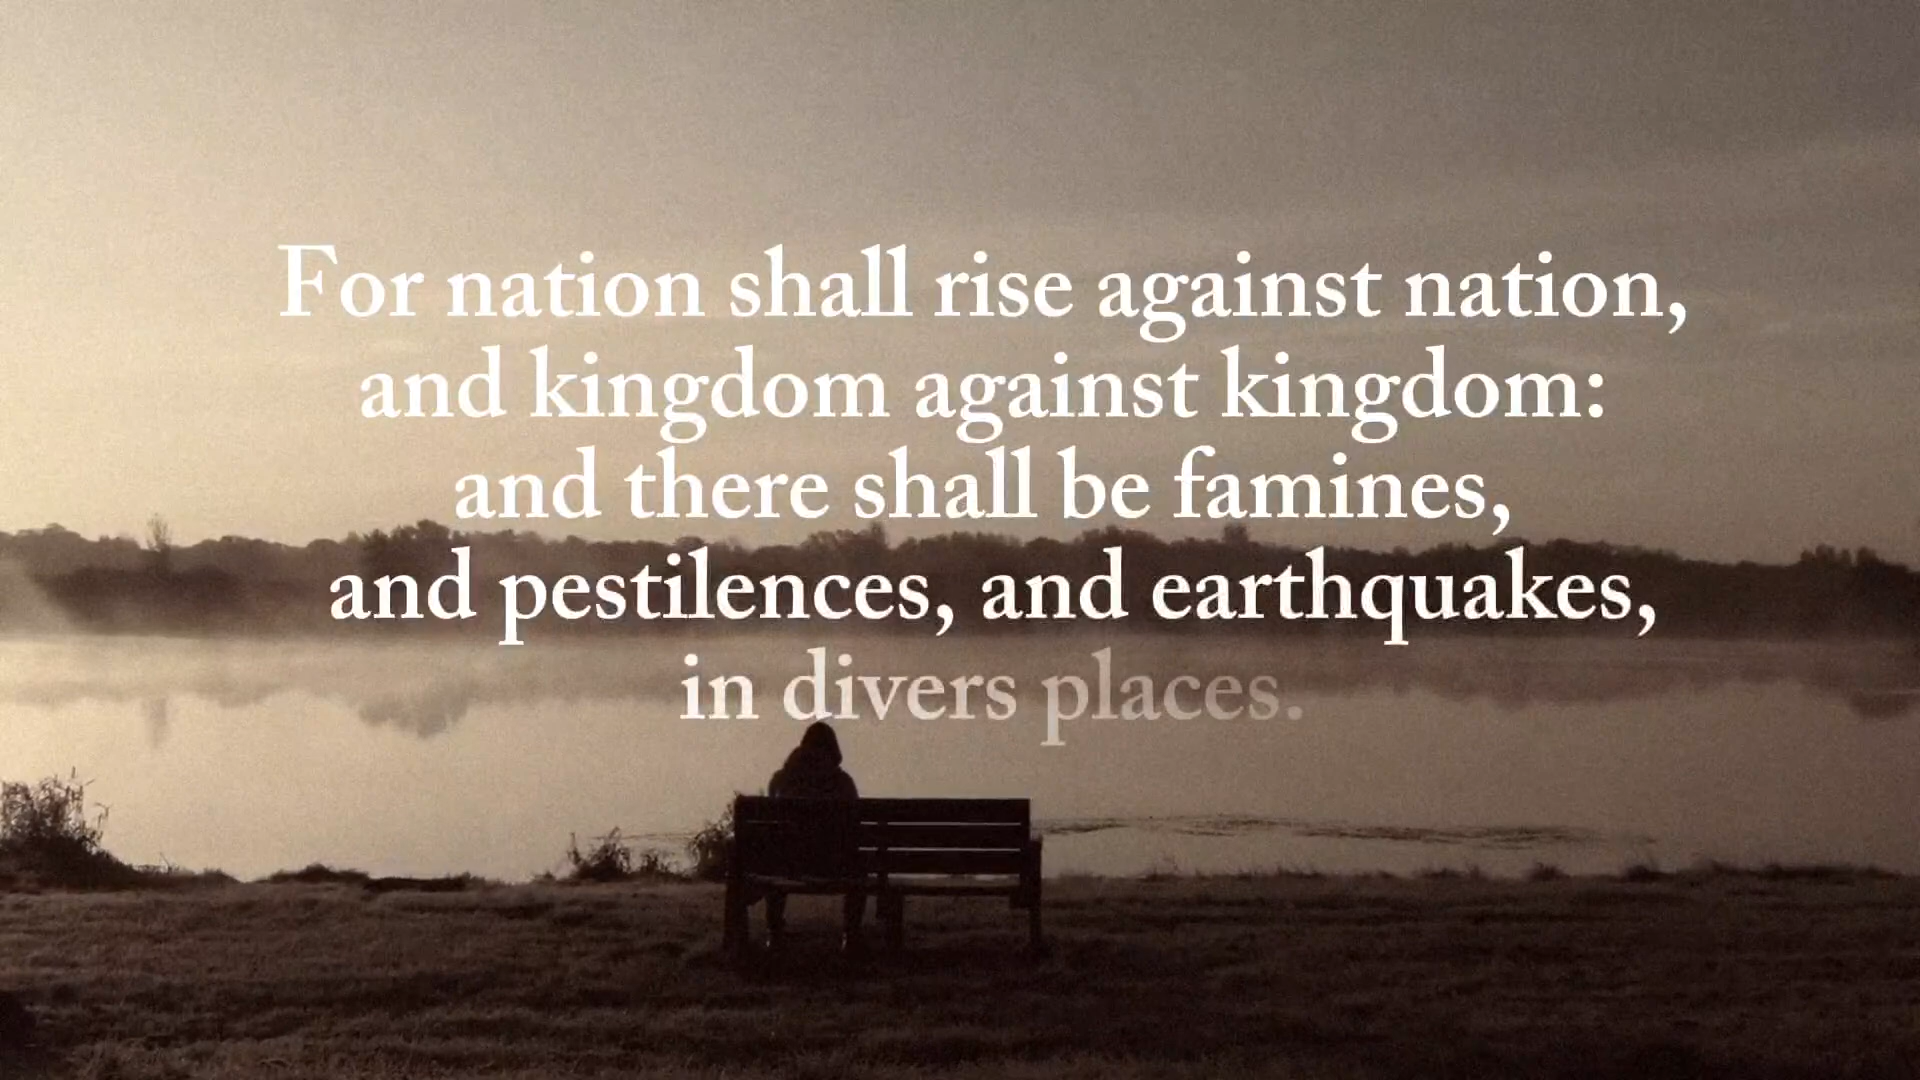 For nation shall rise against nation,
and kingdom against kingdom:
and there shall be famines,
and pestilences, and earthquakes,
in divers places.